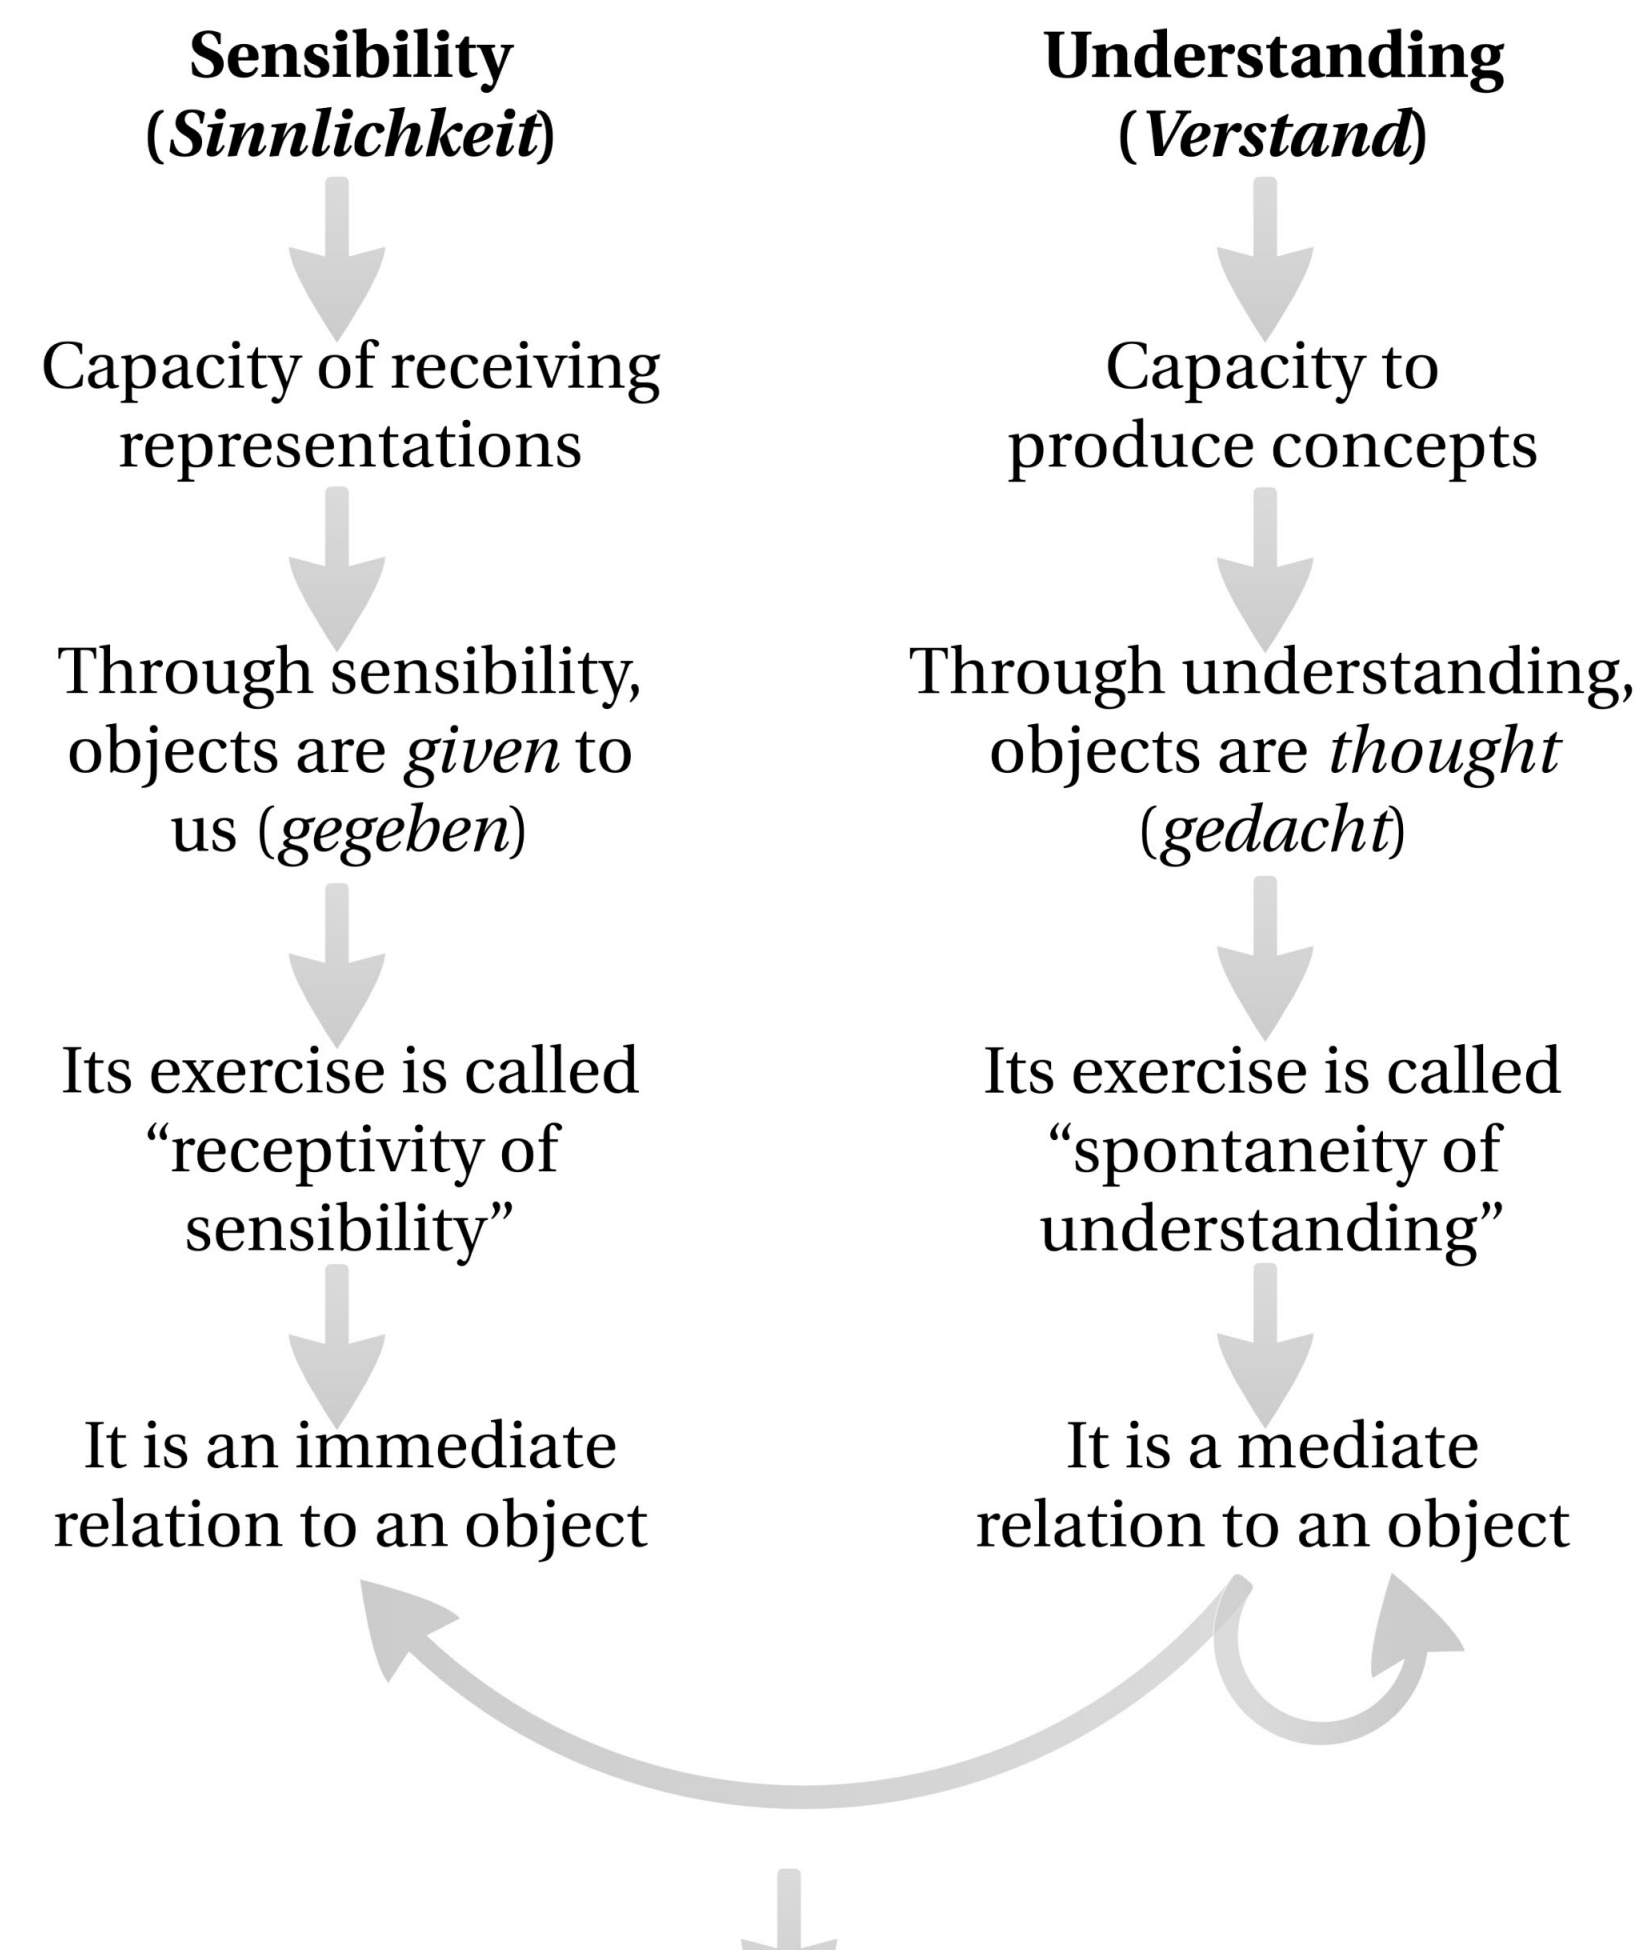 Sensibility
(Sinnlichkeit)
Capacity of receiving
representations
Through sensibility,
objects are given to
us (gegeben)
Its exercise is called
“receptivity of
sensibility”
It is an immediate
relation to an object
Understanding
(Verstand)
Capacity to
produce concepts
Through understanding,
objects are thought
(gedacht)
Its exercise is called
“spontaneity of
understanding”
It is a mediate
relation to an object